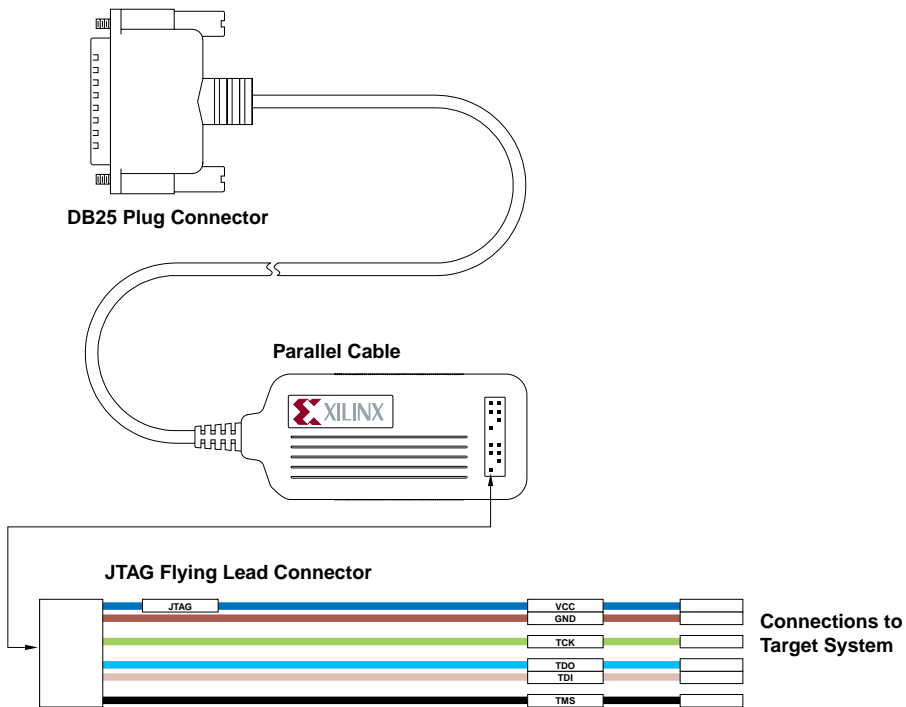 DB25 Plug Connector
Parallel Cable
XILINX
JTAG Flying Lead Connector
JTAG
VCC
GND
TCK
TDO
TDI
TMS
Connections to
Target System